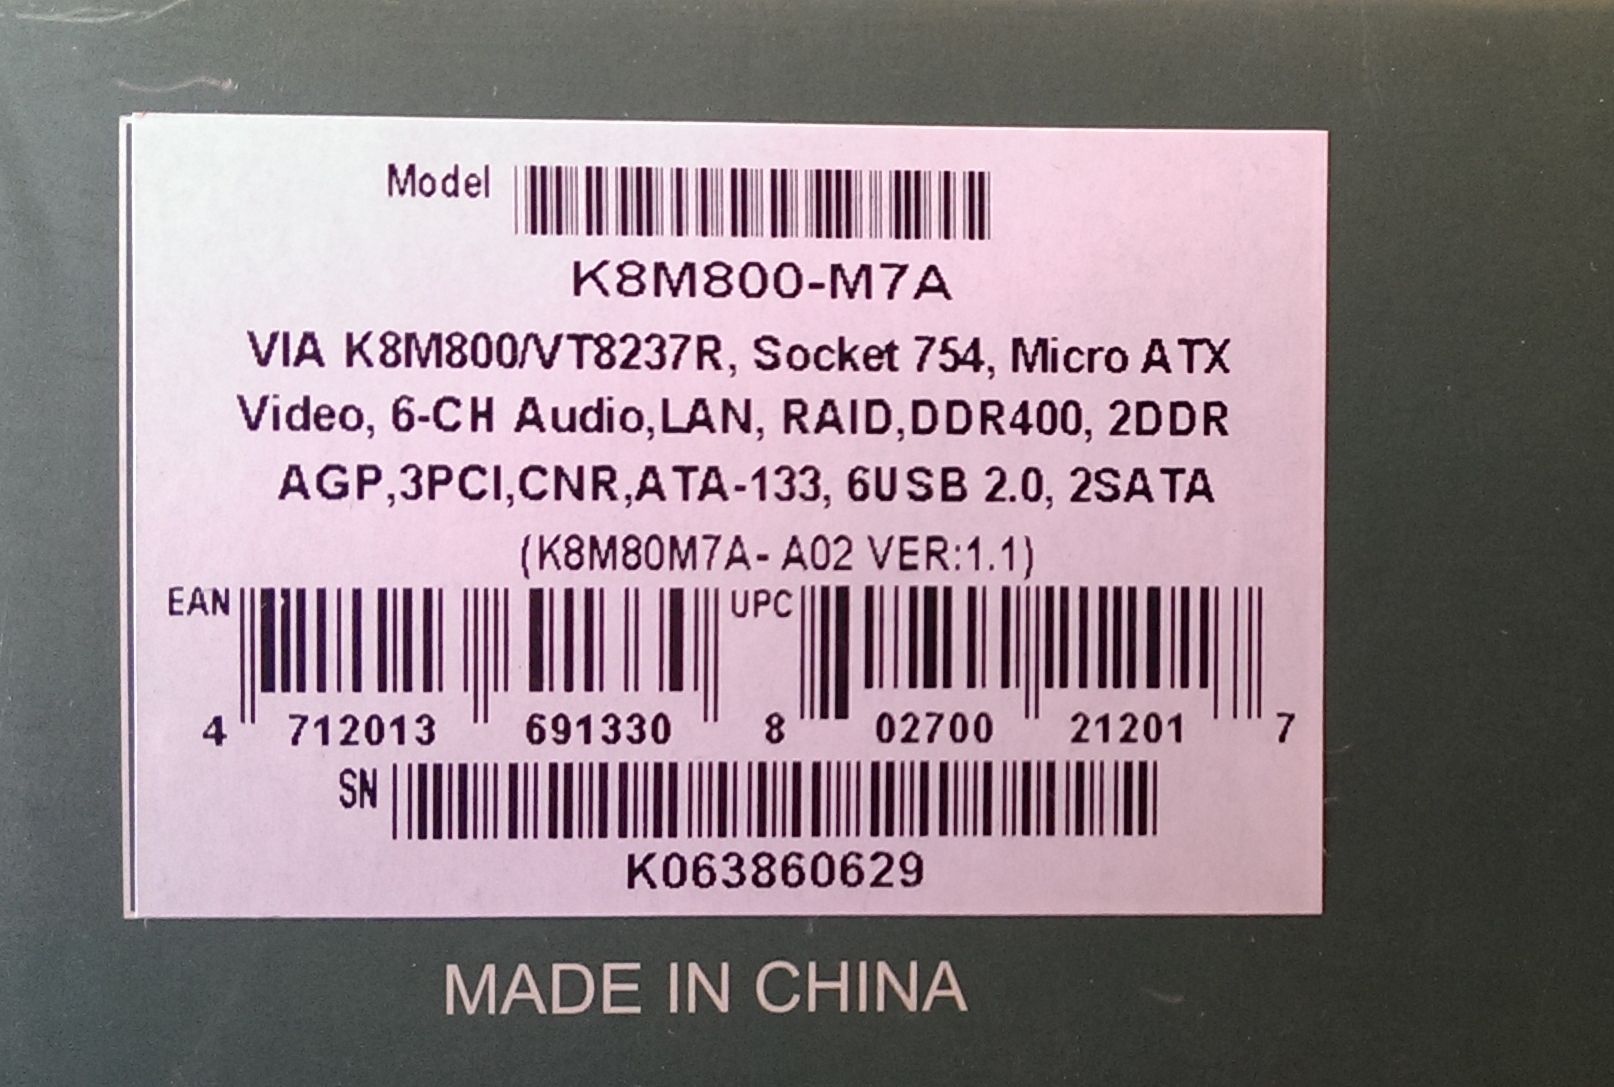 Model
K8M800-M7A
VIA K8M800/VT8237R, Socket 754, Micro ATX
Video, 6-CH Audio,LAN, RAID,DDR400, 2DDR
AGP,3PCI,CNR,ATA-133, 6USB 2.0, 2SATA
(K8M80M7A- A02 VER:1.1)
EAN UPC
4 712013 691330 8 02700 21201 7
SN
K063860629
MADE IN CHINA